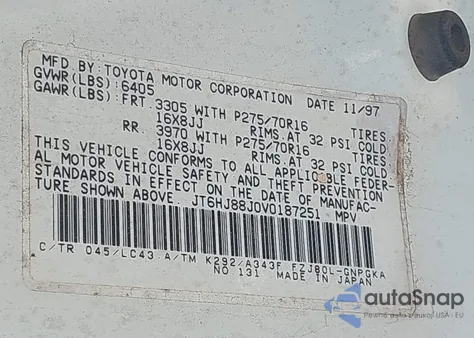 MFD.BY:TOYOTA MOTOR CORPORATION DATE 11/97
GVWR(LBS):6405
GAWR(LBS):FRT. 3305 WITH P275/70R16 TIRES,
16X8JJ RIMS.AT 32 PSI COLD
RR. 3970 WITH P275/70R16 TIRES,
16X8JJ RIMS.AT 32 PSI COLD
THIS VEHICLE CONFORMS TO ALL APPLICABLE FEDER-
AL MOTOR VEHICLE SAFETY AND THEFT PREVENTION
STANDARDS IN EFFECT ON THE DATE OF MANUFAC-
TURE SHOWN ABOVE. JT6HJ88J0V0187251 MPV
C/TR 045/LC43 A/TM K292/A343F FZJ80L-GNPGKA
NO 131 MADE IN JAPAN
autoSnap